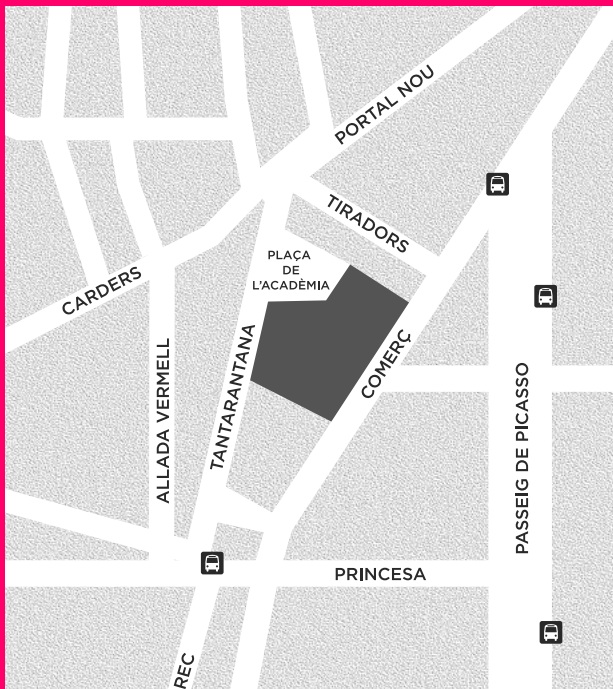 PORTAL NOU
TIRADORS
PLAÇA
DE
L'ACADÈMIA
CARDERS
COMERÇ
TANTARANTANA
ALLADA VERMELL
PASSEIG DE PICASSO
PRINCESA
REC